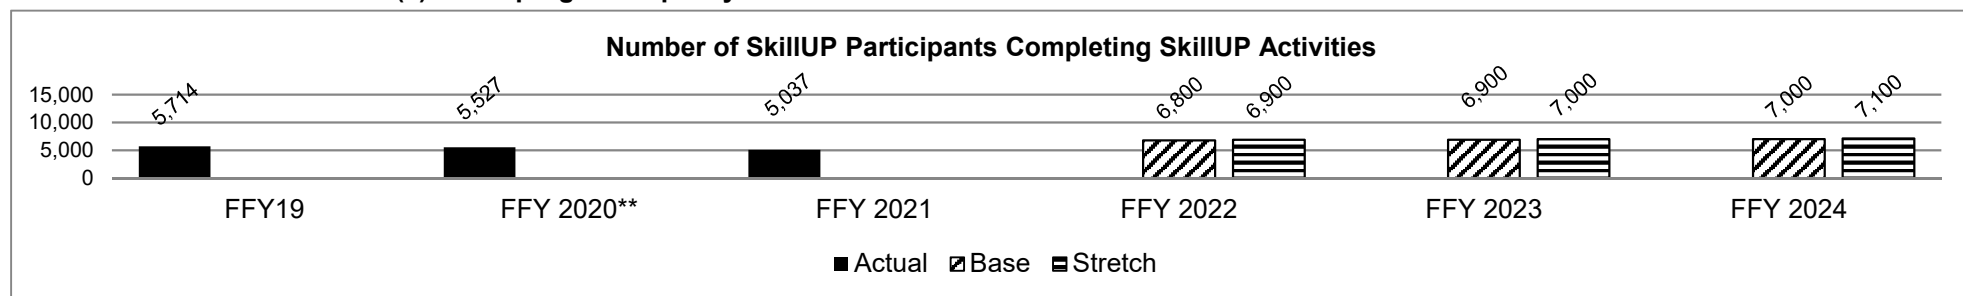 Number of SkillUP Participants Completing SkillUP Activities
5,714 5,527 5,037 6,800 6,900 6,900 7,000 7,000 7,100
15,000
10,000
5,000
0
FFY19 FFY 2020** FFY 2021 FFY 2022 FFY 2023 FFY 2024
Actual Base Stretch